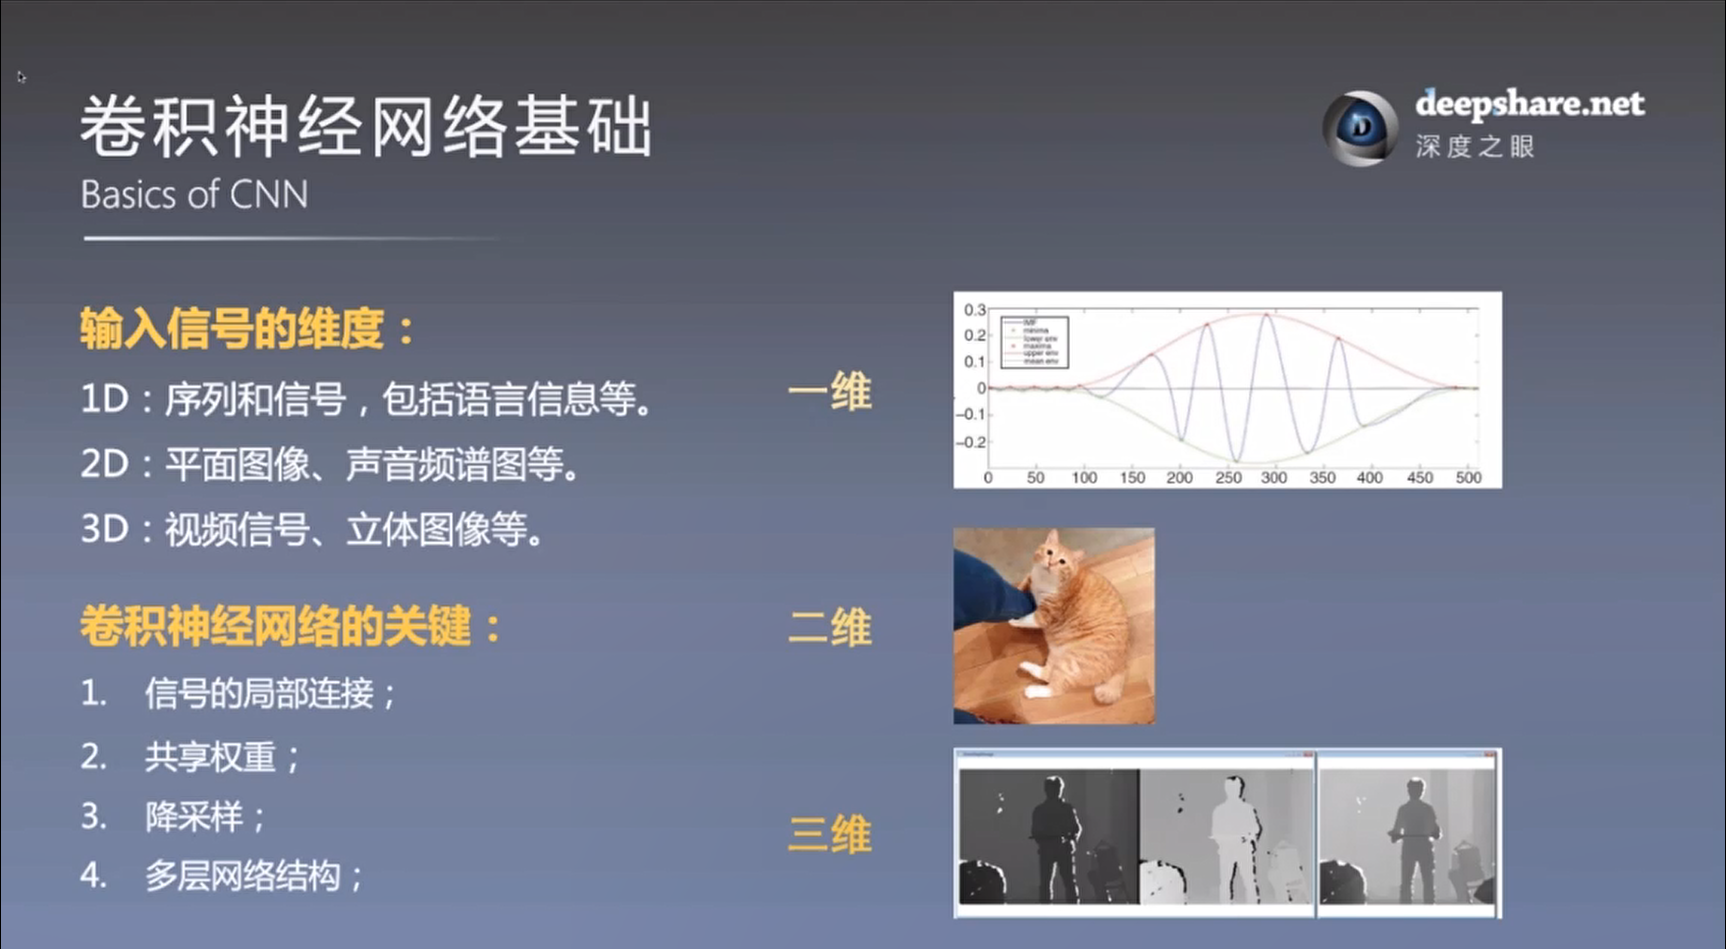 卷积神经网络基础
Basics of CNN
deepshare.net
深度之眼
输入信号的维度：
1D：序列和信号，包括语言信息等。
2D：平面图像、声音频谱图等。
3D：视频信号、立体图像等。
卷积神经网络的关键：
1. 信号的局部连接；
2. 共享权重；
3. 降采样；
4. 多层网络结构；
一维
0.3
0.2
0.1
0
-0.1
-0.2
IMF
minima
lower env
maxima
upper env
mean env
0 50 100 150 200 250 300 350 400 450 500
二维
三维